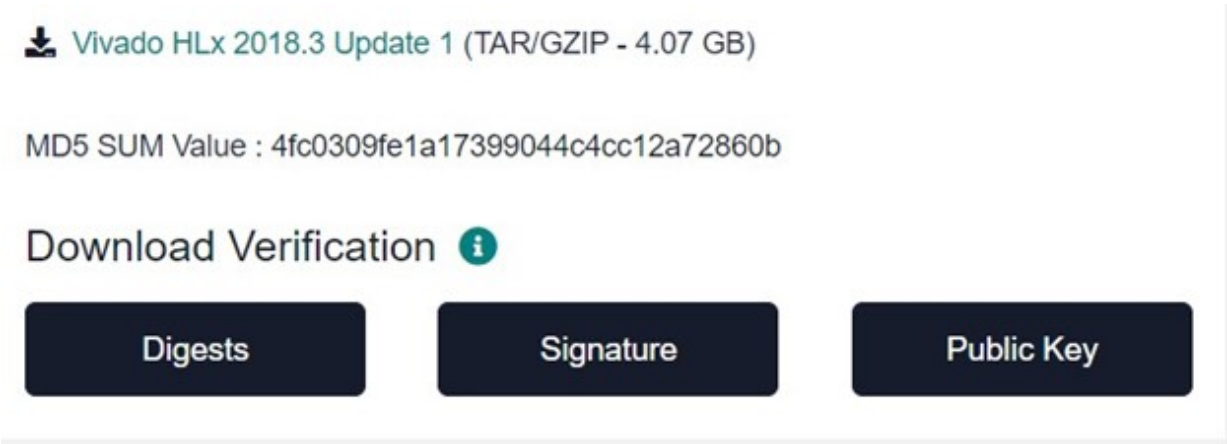 Vivado HLx 2018.3 Update 1 (TAR/GZIP - 4.07 GB)
MD5 SUM Value : 4fc0309fe1a17399044c4cc12a72860b
Download Verification
Digests
Signature
Public Key